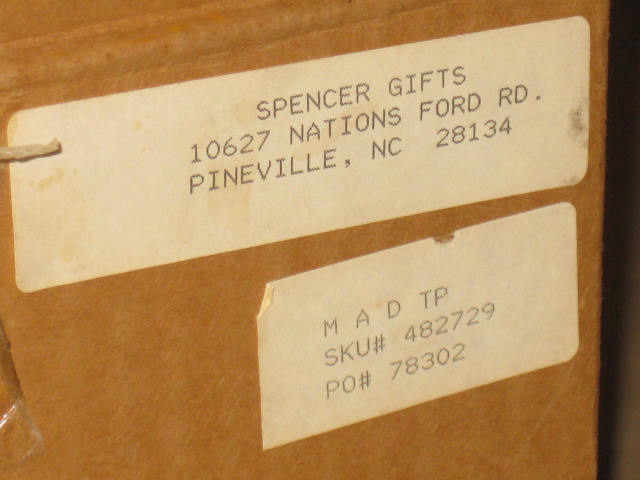 SPENCER GIFTS
10627 NATIONS FORD RD.
PINEVILLE, NC 28134
M A D TP
SKU# 482729
PO# 78302